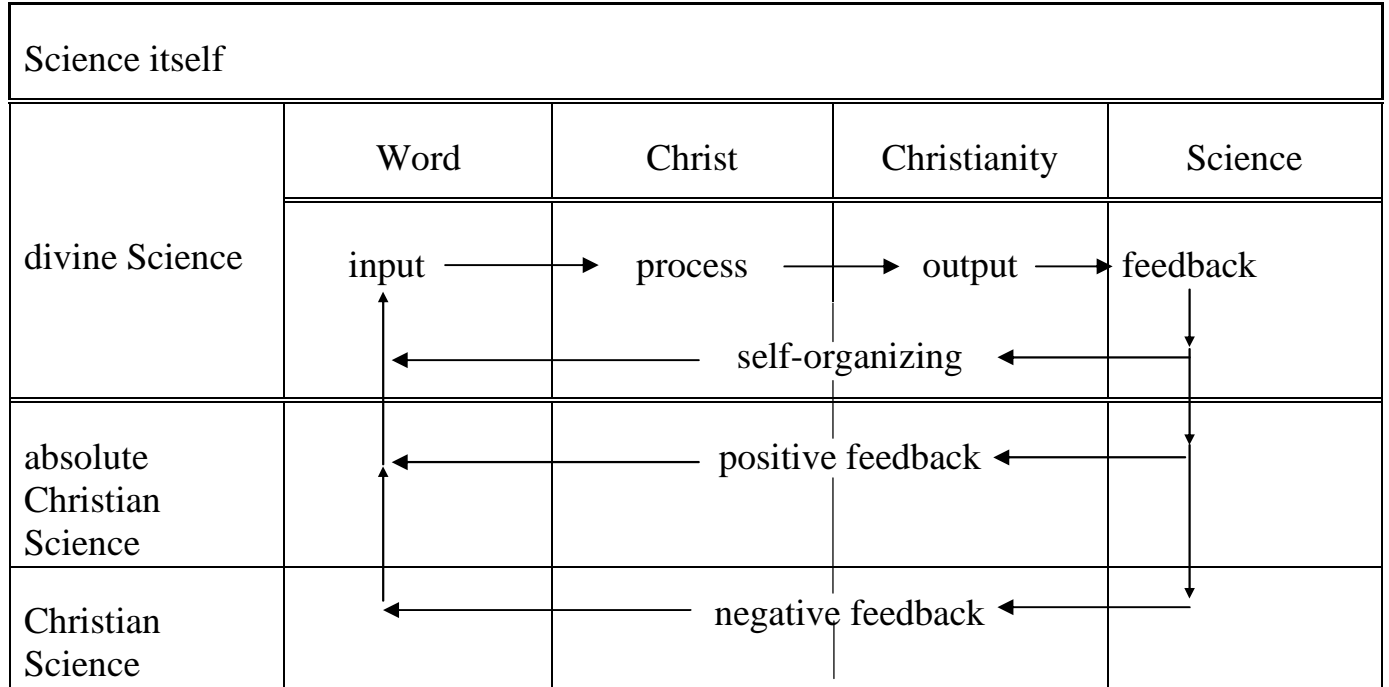 Science itself
Word Christ Christianity Science
divine Science input process output feedback
self-organizing
absolute
Christian
Science
positive feedback
Christian
Science
negative feedback